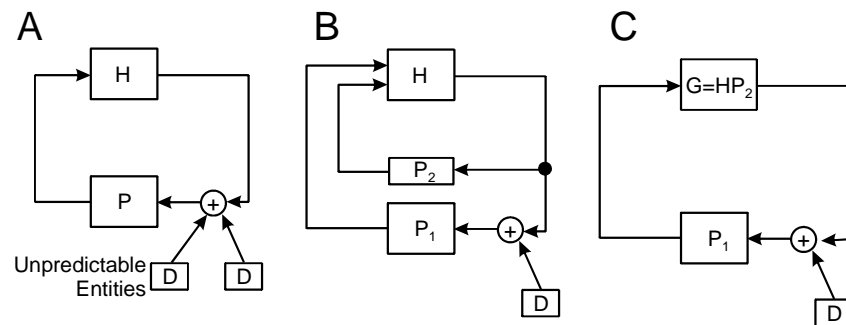 A
H
P
+
Unpredictable
Entities
D
D
B
H
P₂
P₁
+
D
C
G=HP₂
P₁
+
D